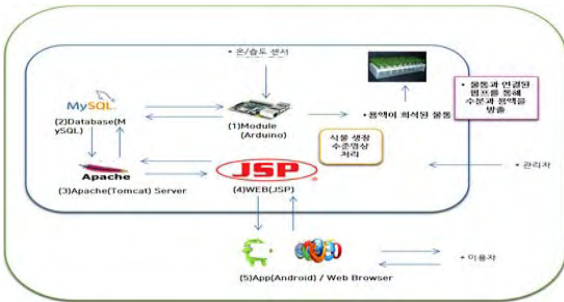 • 온/습도 센서
MySQL
(2)Database(M
ySQL)
(1)Module
(Arduino)
• 용액이 희석된 물통
• 물통과 연결된
펌프를 통해
수분과 용액을
방출
식물 생장
수준영상
처리
Apache
(3)Apache(Tomcat) Server
JSP
(4)WEB(JSP)
• 관리자
(5)App(Android) / Web Browser
• 이용자